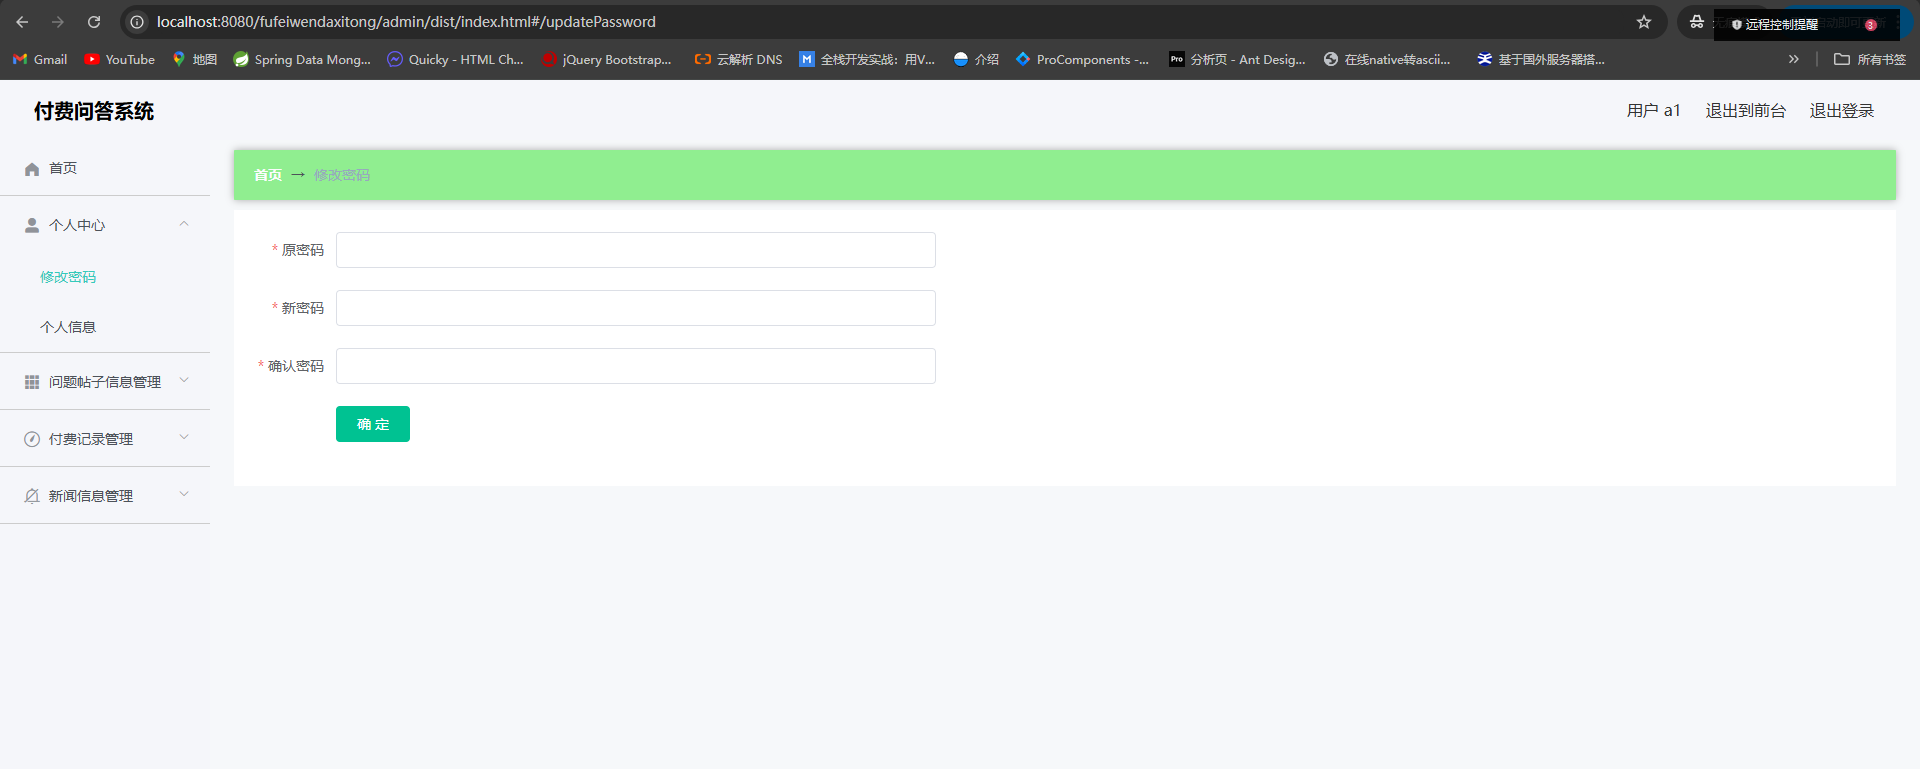 localhost:8080/fufeiwendaxitong/admin/dist/index.html#/updatePassword
远程控制提醒 3
Gmail YouTube 地图 Spring Data Mong... Quicky - HTML Ch... jQuery Bootstrap... 云解析 DNS 全栈开发实战：用V... 介绍 ProComponents -... 分析页 - Ant Desig... 在线native转ascii... 基于国外服务器搭... » 所有书签
付费问答系统
用户 a1 退出到前台 退出登录
首页
个人中心
修改密码
个人信息
问题帖子信息管理
付费记录管理
新闻信息管理
首页 → 修改密码
* 原密码
* 新密码
* 确认密码
确 定